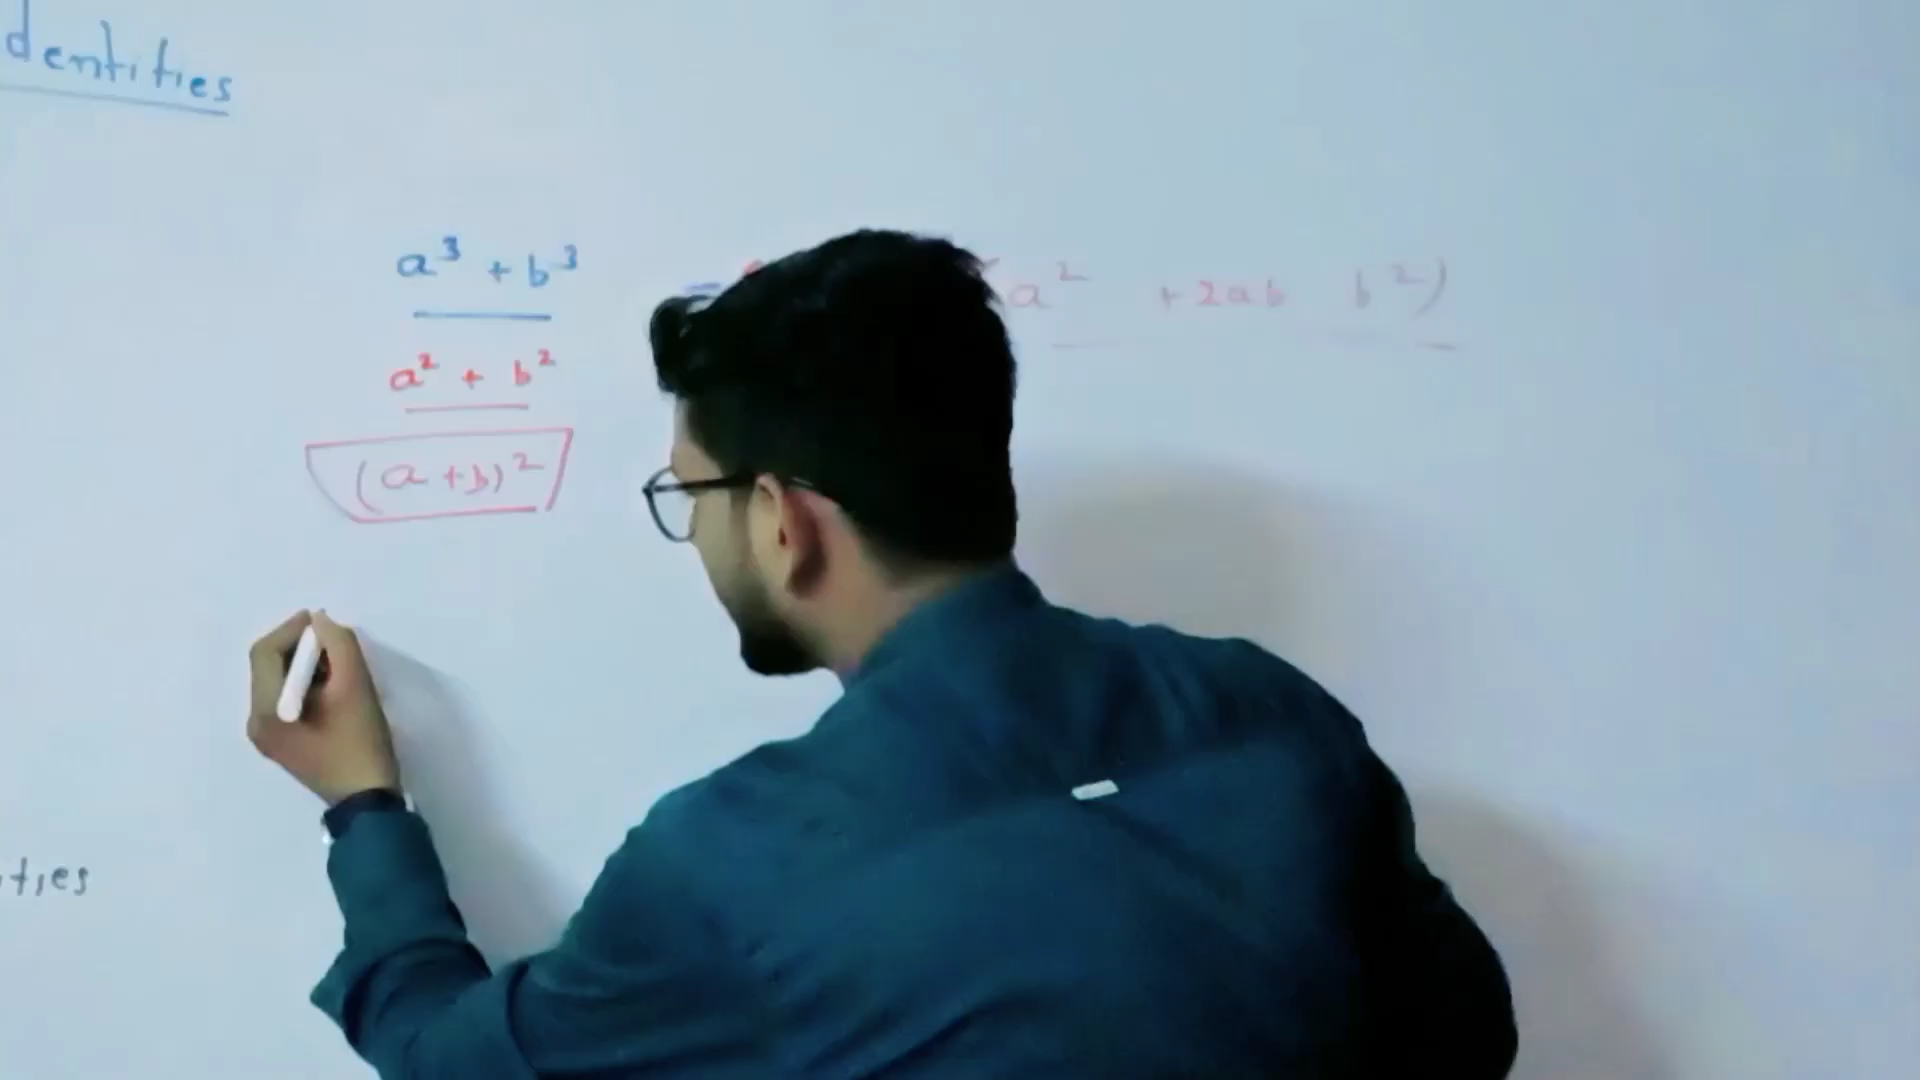 dentities
a³ + b³ = (a² + 2ab b²)
a² + b²
(a + b)²
ties